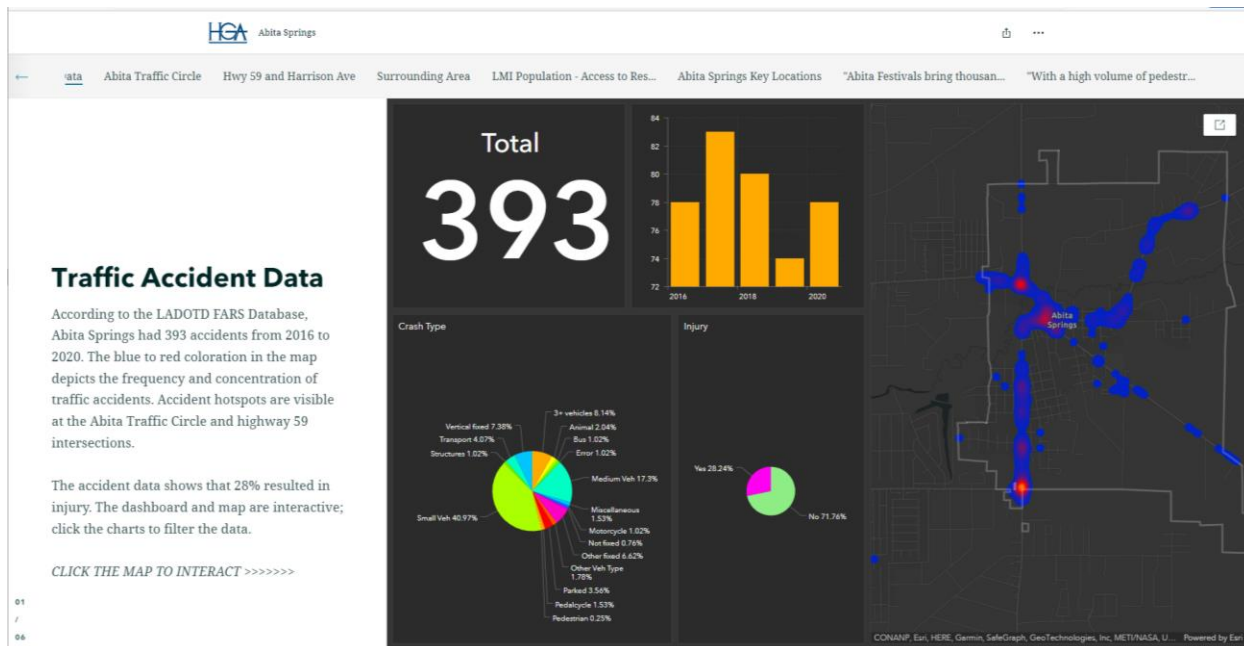 HGA Abita Springs
← ata Abita Traffic Circle Hwy 59 and Harrison Ave Surrounding Area LMI Population - Access to Res... Abita Springs Key Locations "Abita Festivals bring thousan... "With a high volume of pedestr...
Traffic Accident Data
According to the LADOTD FARS Database,
Abita Springs had 393 accidents from 2016 to
2020. The blue to red coloration in the map
depicts the frequency and concentration of
traffic accidents. Accident hotspots are visible
at the Abita Traffic Circle and highway 59
intersections.
The accident data shows that 28% resulted in
injury. The dashboard and map are interactive;
click the charts to filter the data.
CLICK THE MAP TO INTERACT >>>>>>>
01
/
06
Total
393
84
82
80
78
76
74
72
2016 2018 2020
Crash Type
3+ vehicles 8.14%
Animal 2.04%
Bus 1.02%
Error 1.02%
Medium Veh 17.3%
Miscellaneous
1.53%
Motorcycle 1.02%
Not fixed 0.76%
Other fixed 6.62%
Other Veh Type
1.78%
Parked 3.56%
Pedalcycle 1.53%
Pedestrian 0.25%
Small Veh 40.97%
Structures 1.02%
Transport 4.07%
Vertical fixed 7.38%
Injury
Yes 28.24%
No 71.76%
Abita
Springs
CONANP, Esri, HERE, Garmin, SafeGraph, GeoTechnologies, Inc, METI/NASA, U... Powered by Esri